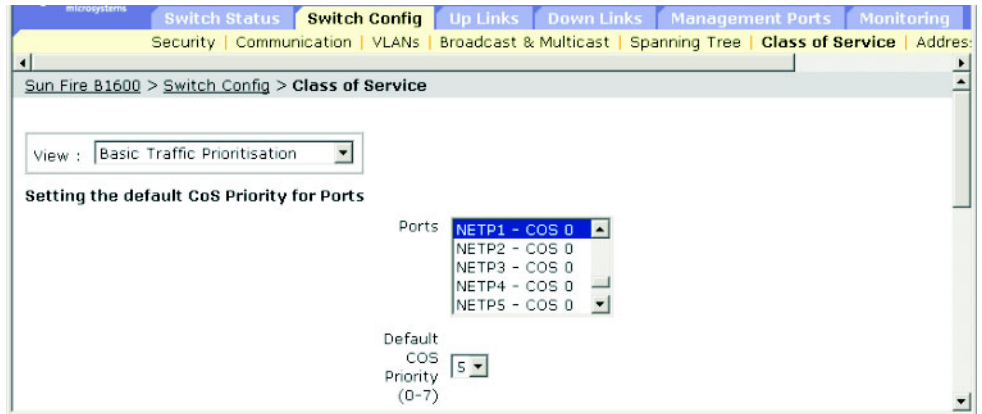 microsystems
Switch Status Switch Config Up Links Down Links Management Ports Monitoring
Security | Communication | VLANs | Broadcast & Multicast | Spanning Tree | Class of Service | Addres
Sun Fire B1600 > Switch Config > Class of Service
View : Basic Traffic Prioritisation
Setting the default CoS Priority for Ports
Ports
NETP1 - COS 0
NETP2 - COS 0
NETP3 - COS 0
NETP4 - COS 0
NETP5 - COS 0
Default
COS
Priority
(0-7)
5